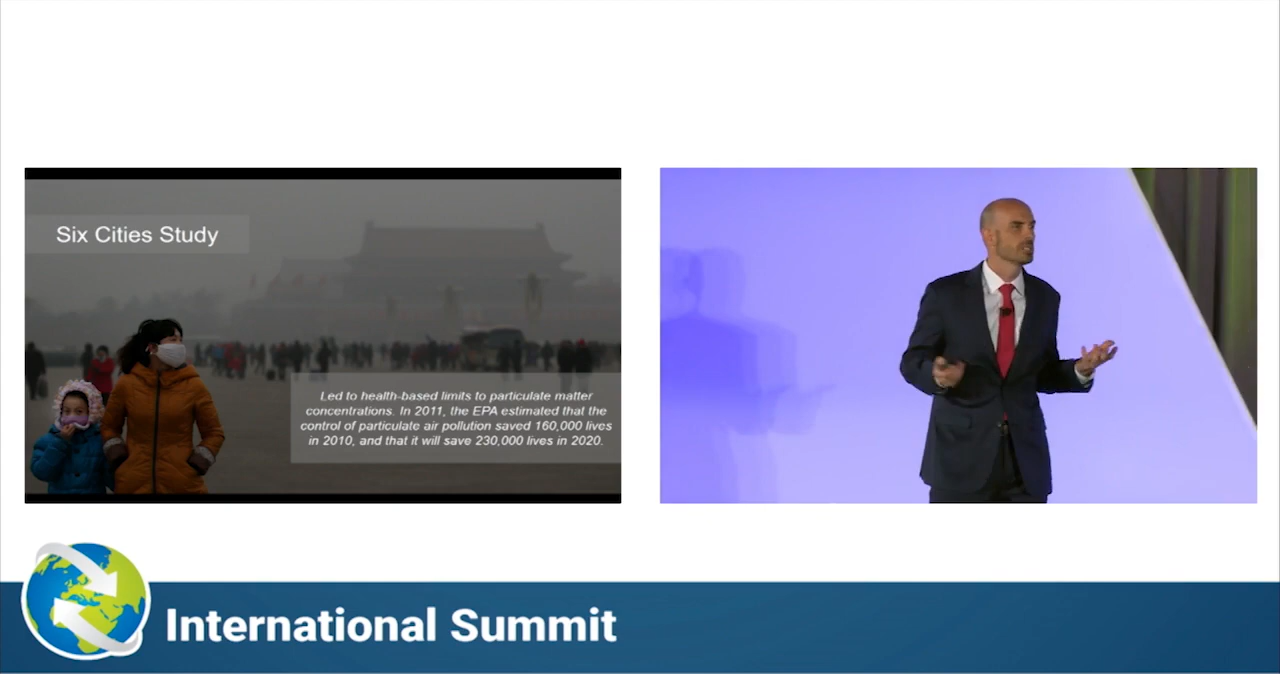 Six Cities Study
Led to health-based limits to particulate matter
concentrations. In 2011, the EPA estimated that the
control of particulate air pollution saved 160,000 lives
in 2010, and that it will save 230,000 lives in 2020.
International Summit